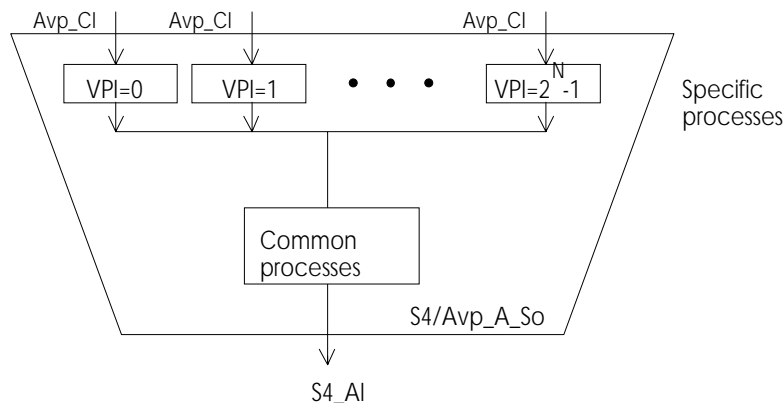 Avp_CI Avp_CI Avp_CI
VPI=0 VPI=1 • • • VPI=2^N-1
Specific
processes
Common
processes
S4/Avp_A_So
S4_AI